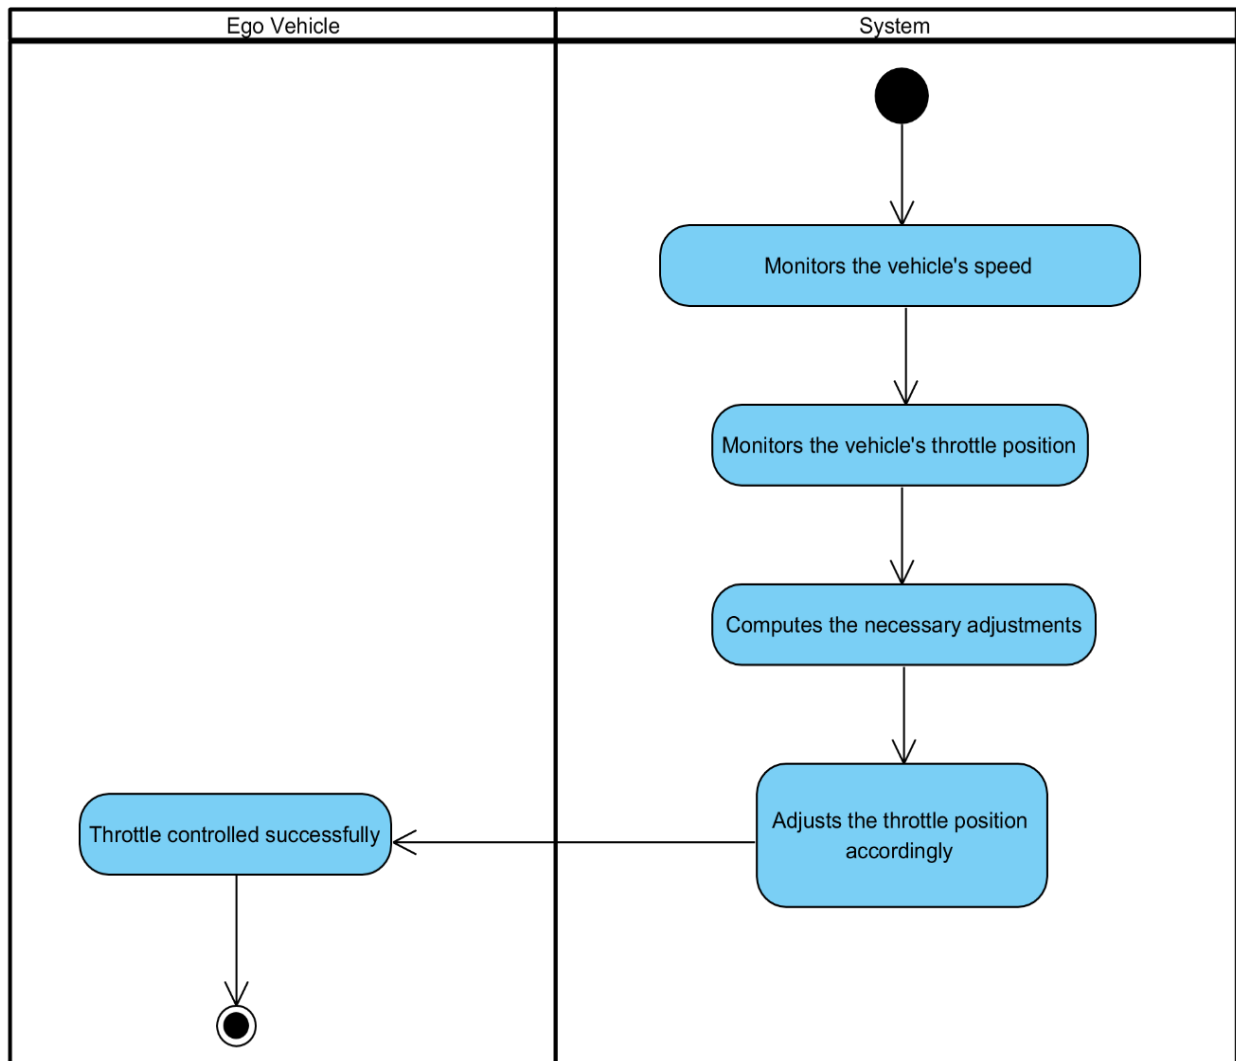 Ego Vehicle
System
Monitors the vehicle's speed
Monitors the vehicle's throttle position
Computes the necessary adjustments
Adjusts the throttle position
accordingly
Throttle controlled successfully